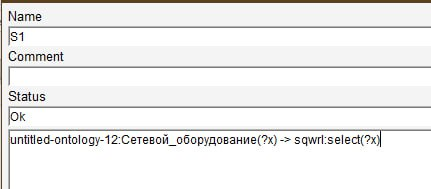 Name
S1
Comment
Status
Ok
untitled-ontology-12:Сетевой_оборудование(?x) -> sqwrl:select(?x)